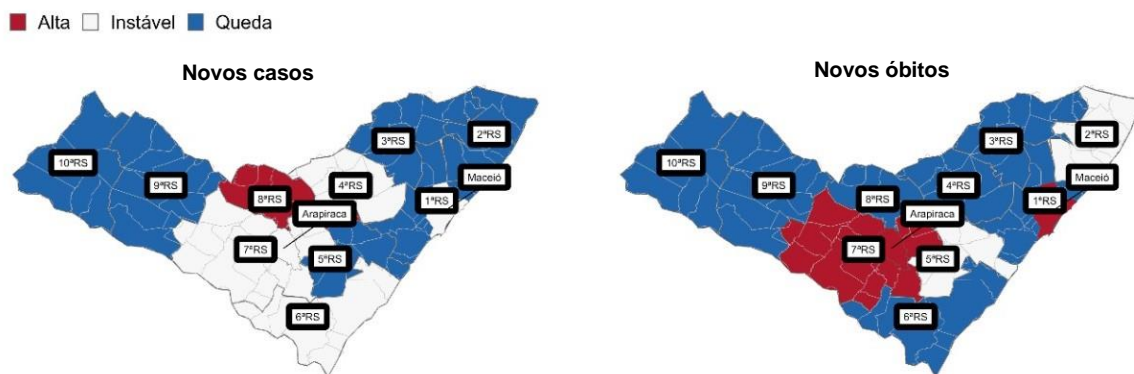 Alta Instável Queda
Novos casos
10ªRS
9ªRS
8ªRS
4ªRS
3ªRS
2ªRS
Maceió
1ªRS
Arapiraca
7ªRS
5ªRS
6ªRS
Novos óbitos
10ªRS
9ªRS
8ªRS
4ªRS
3ªRS
2ªRS
Maceió
1ªRS
Arapiraca
7ªRS
5ªRS
6ªRS